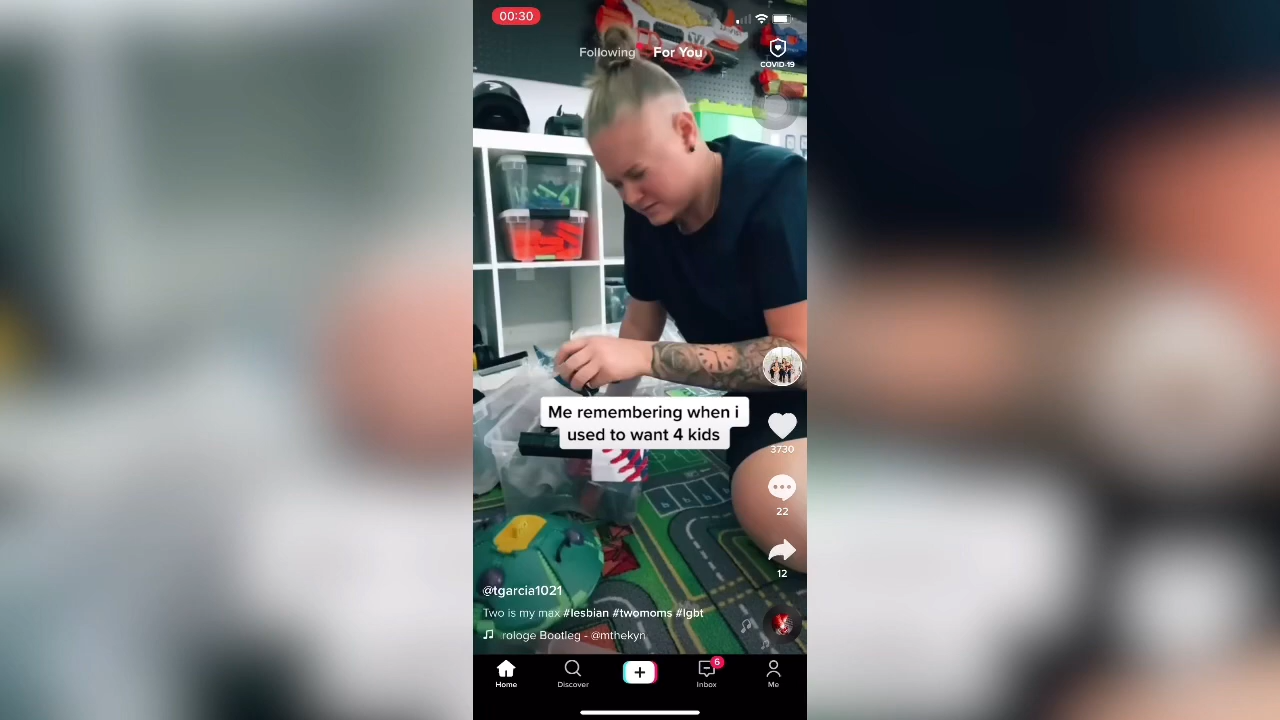 00:30
Following For You
COVID-19
Me remembering when i
used to want 4 kids
3730
22
12
@tgarcia1021
Two is my max #lesbian #twomoms #lgbt
rologe Bootleg - @mthekyn
Home Discover Inbox 6 Me